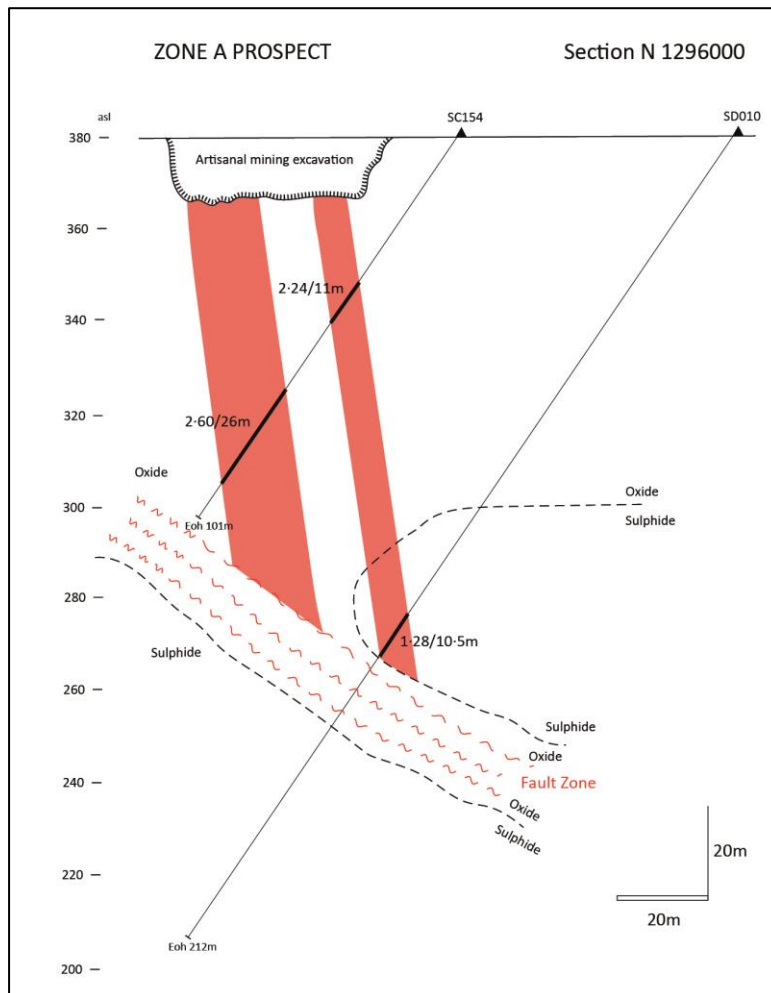 ZONE A PROSPECT Section N 1296000
asl SC154 SD010
380
Artisanal mining excavation
360
2·24/11m
340
320
2·60/26m
Oxide
Oxide
300
Eoh 101m
Sulphide
280
1·28/10·5m
Sulphide
260
Sulphide
Oxide
240
Fault Zone
Oxide
Sulphide
20m
220
20m
Eoh 212m
200